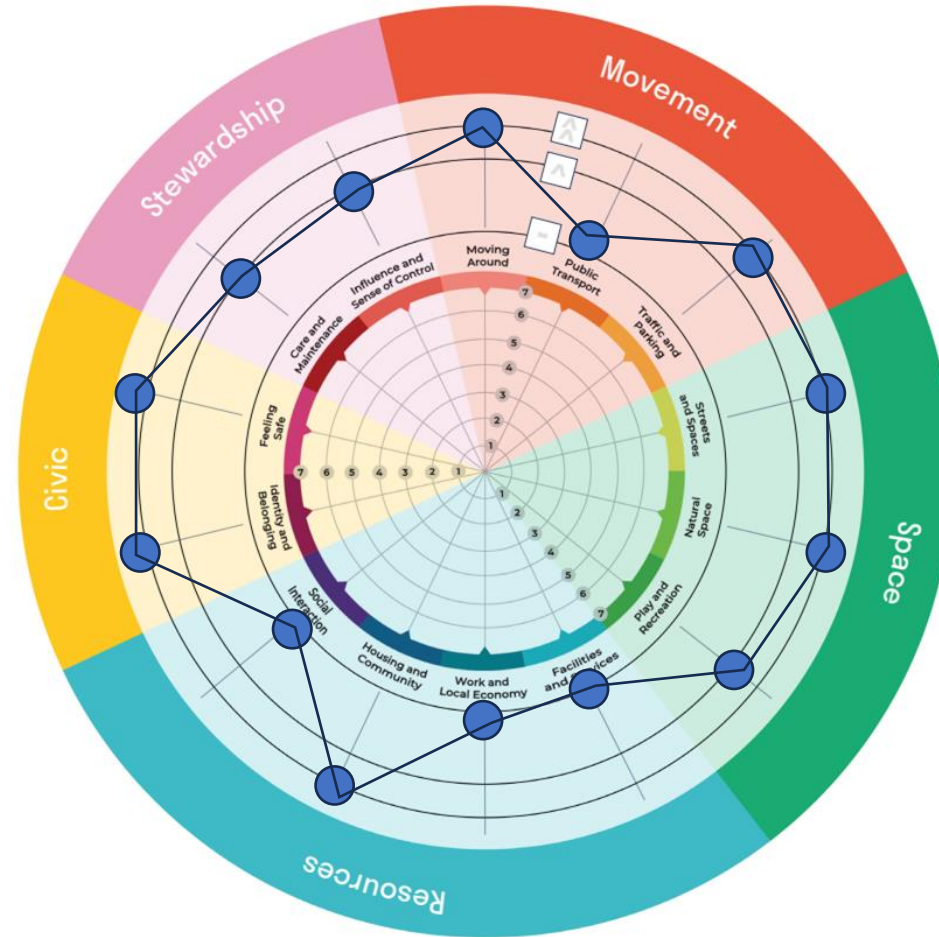 Movement
Space
Resources
Civic
Stewardship
Moving
Around
Public
Transport
Traffic and
Parking
Streets
and Spaces
Natural
Space
Play and
Recreation
Facilities
and
Work and
Local Economy
Housing and
Community
Social
Interaction
Identity and
Belonging
Feeling
Safe
Care and
Maintenance
Influence and
Sense of Control
7
6
5
4
3
2
1
7 6 5 4 3 2 1
1
2
3
4
5
6
7
-